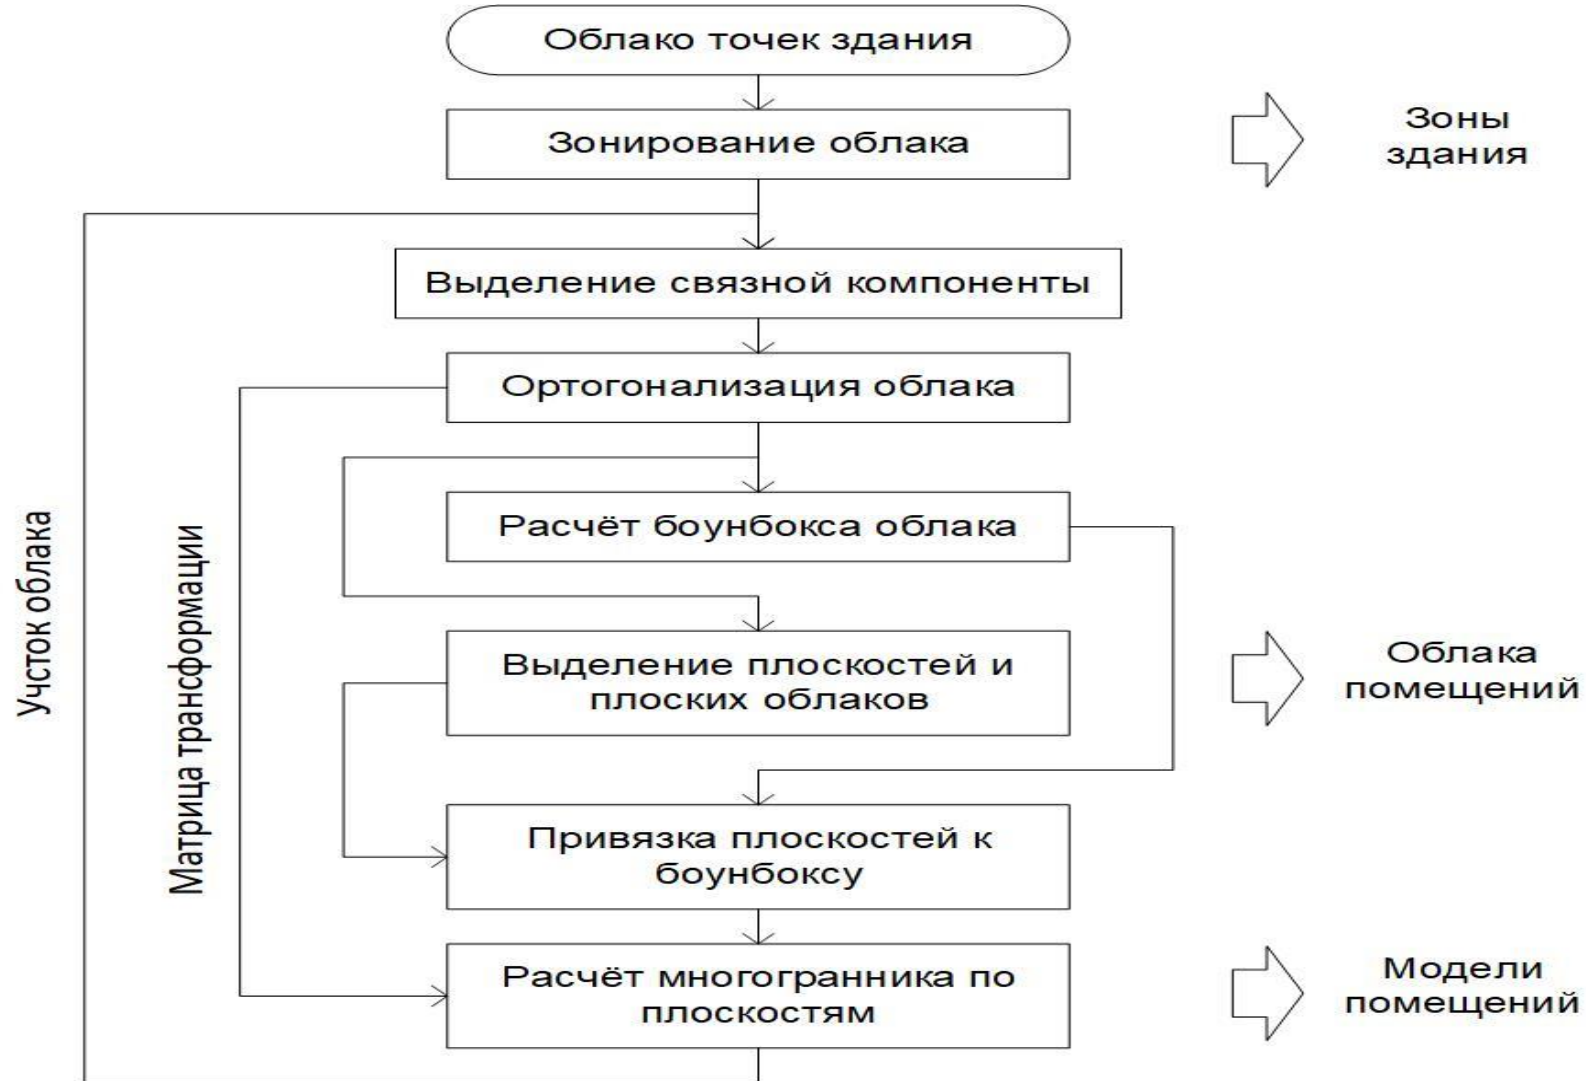 Облако точек здания
Зонирование облака
Зоны
здания
Выделение связной компоненты
Ортогонализация облака
Расчёт боунбокса облака
Учсток облака
Матрица трансформации
Выделение плоскостей и
плоских облаков
Облака
помещений
Привязка плоскостей к
боунбоксу
Расчёт многогранника по
плоскостям
Модели
помещений